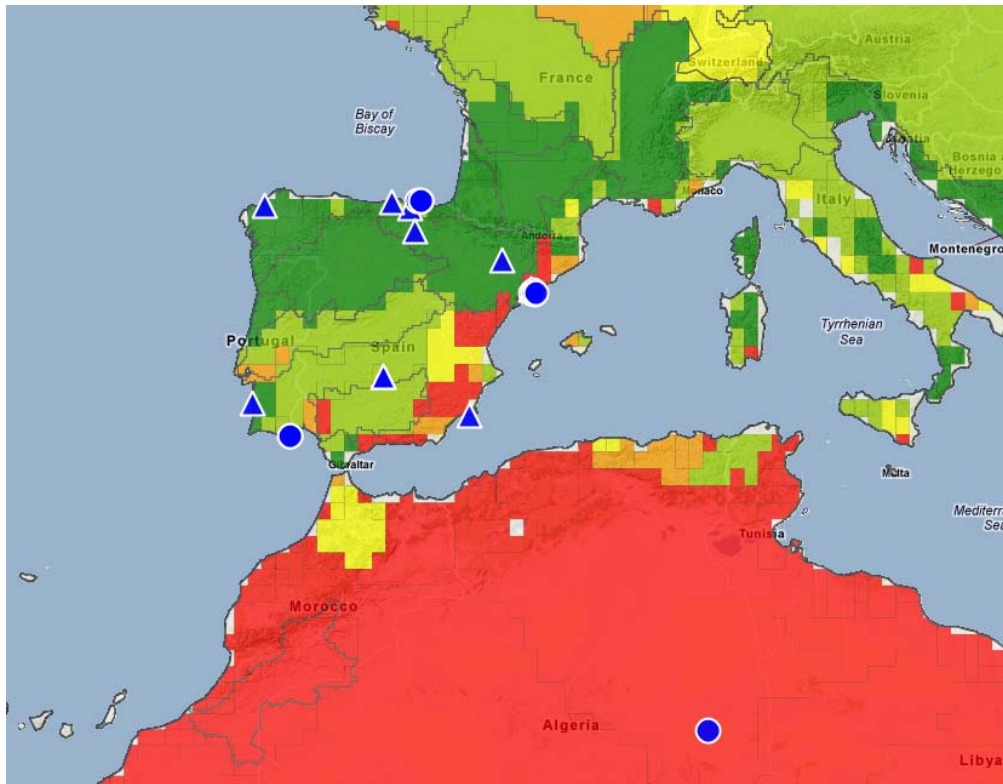 Austria
Switzerland
France
Slovenia
Bay of
Biscay
Croatia
Bosnia a
Herzego
Monaco
Italy
Andorra
Montenegro
Tyrrhenian
Sea
Portugal
Spain
Gibraltar
Malta
Mediterr
Sea
Tunisia
Morocco
Algeria
Libya